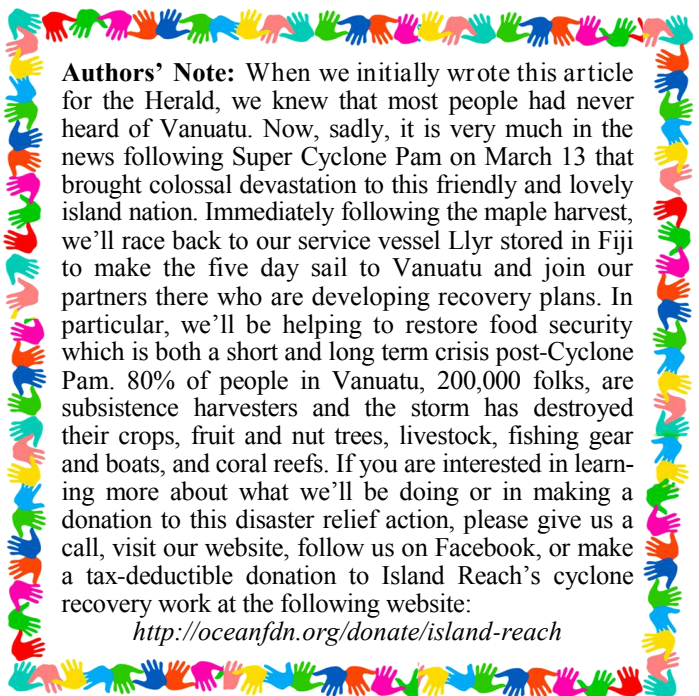 Authors’ Note: When we initially wrote this article
for the Herald, we knew that most people had never
heard of Vanuatu. Now, sadly, it is very much in the
news following Super Cyclone Pam on March 13 that
brought colossal devastation to this friendly and lovely
island nation. Immediately following the maple harvest,
we’ll race back to our service vessel Llyr stored in Fiji
to make the five day sail to Vanuatu and join our
partners there who are developing recovery plans. In
particular, we’ll be helping to restore food security
which is both a short and long term crisis post-Cyclone
Pam. 80% of people in Vanuatu, 200,000 folks, are
subsistence harvesters and the storm has destroyed
their crops, fruit and nut trees, livestock, fishing gear
and boats, and coral reefs. If you are interested in learn-
ing more about what we’ll be doing or in making a
donation to this disaster relief action, please give us a
call, visit our website, follow us on Facebook, or make
a tax-deductible donation to Island Reach’s cyclone
recovery work at the following website:
http://oceanfdn.org/donate/island-reach